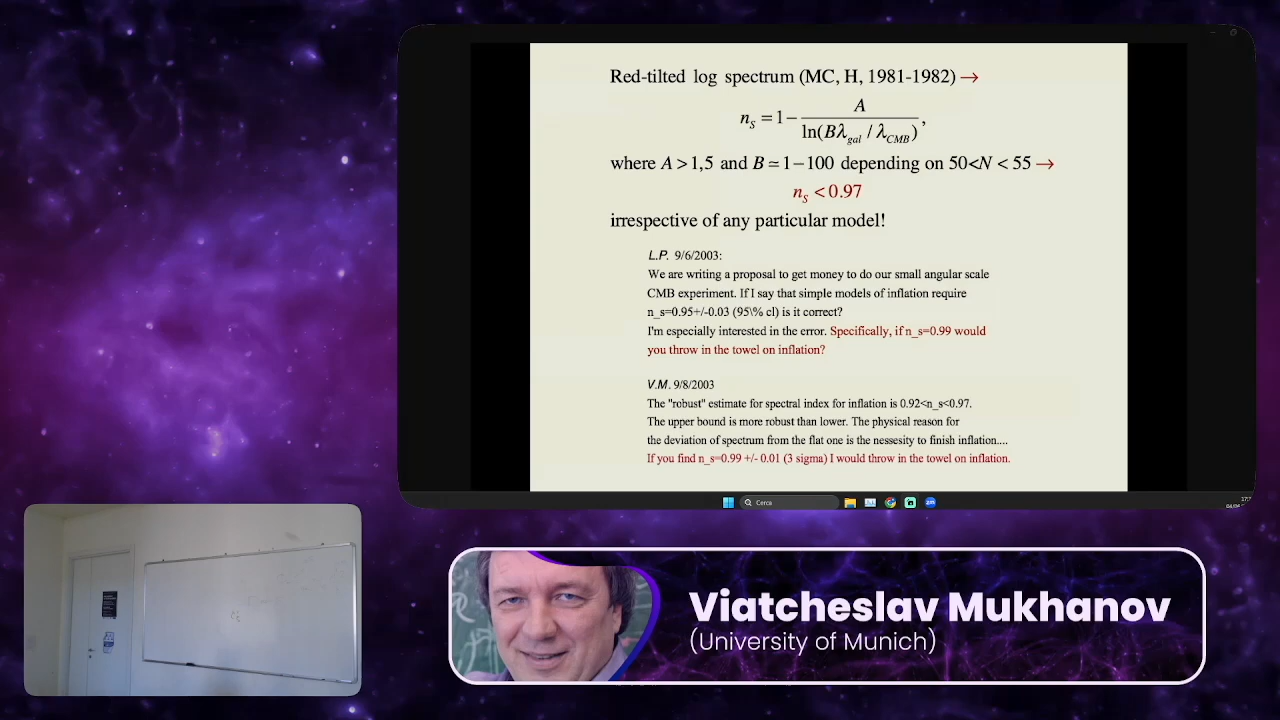 Red-tilted log spectrum (MC, H, 1981-1982) →
n_S = 1 − A / ln(Bλ_gal / λ_CMB) ,
where A > 1,5 and B ≃ 1 − 100 depending on 50<N < 55 →
n_S < 0.97
irrespective of any particular model!
L.P. 9/6/2003:
We are writing a proposal to get money to do our small angular scale
CMB experiment. If I say that simple models of inflation require
n_s=0.95+/-0.03 (95\% cl) is it correct?
I'm especially interested in the error. Specifically, if n_s=0.99 would
you throw in the towel on inflation?
V.M. 9/8/2003
The "robust" estimate for spectral index for inflation is 0.92<n_s<0.97.
The upper bound is more robust than lower. The physical reason for
the deviation of spectrum from the flat one is the nessesity to finish inflation....
If you find n_s=0.99 +/- 0.01 (3 sigma) I would throw in the towel on inflation.
Cerca
Viatcheslav Mukhanov
(University of Munich)